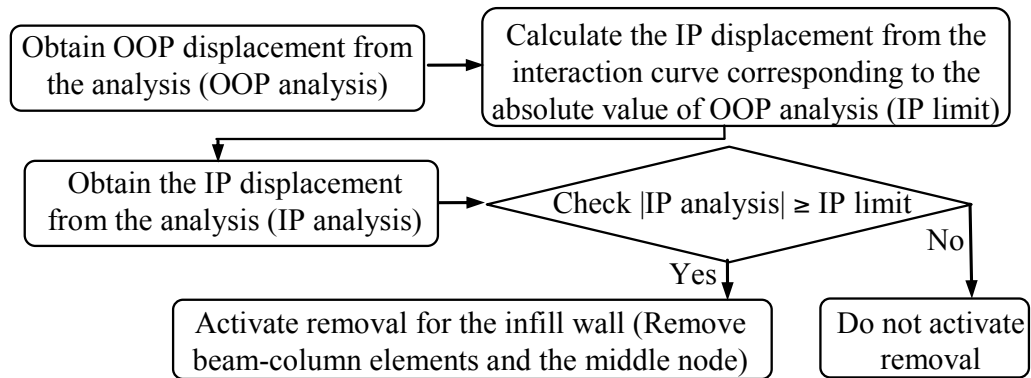 Obtain OOP displacement from
the analysis (OOP analysis)
Calculate the IP displacement from the
interaction curve corresponding to the
absolute value of OOP analysis (IP limit)
Obtain the IP displacement
from the analysis (IP analysis)
Check |IP analysis| ≥ IP limit
No
Yes
Activate removal for the infill wall (Remove
beam-column elements and the middle node)
Do not activate
removal